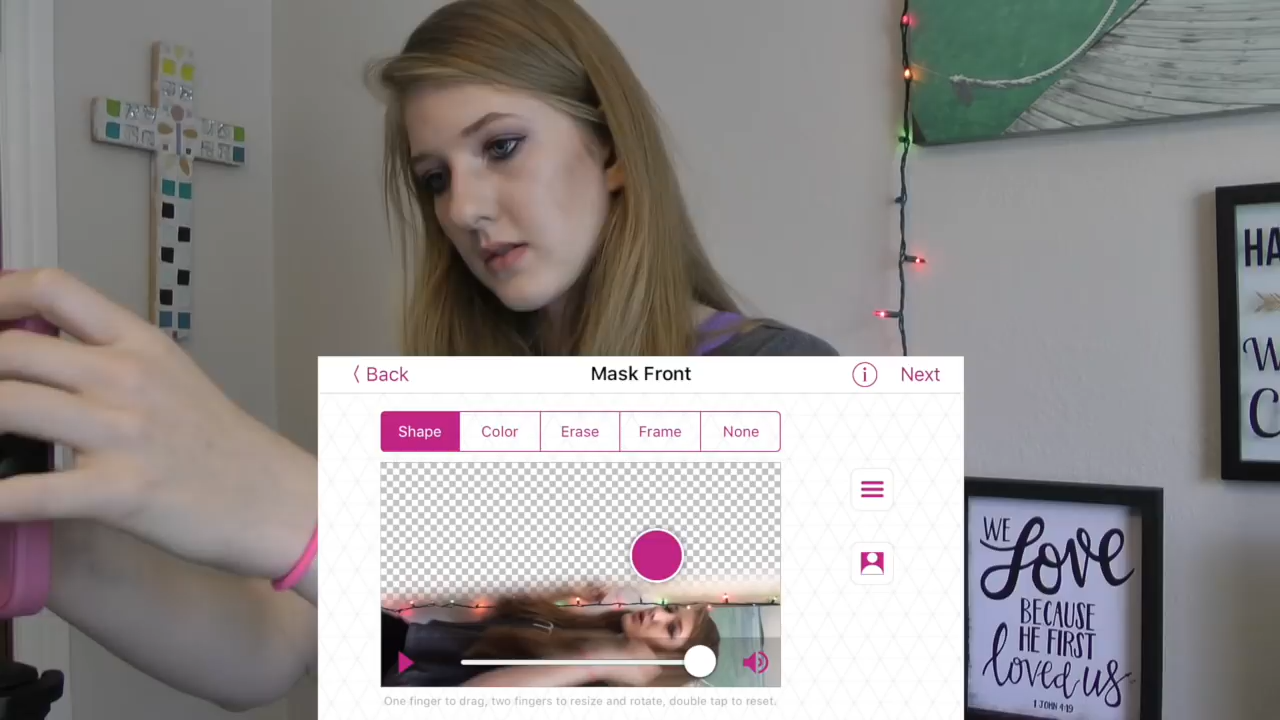 Back
Mask Front
Next
Shape
Color
Erase
Frame
None
One finger to drag, two fingers to resize and rotate, double tap to reset.
HA
W
C
WE
Love
BECAUSE
HE FIRST
loved us
1 JOHN 4:19